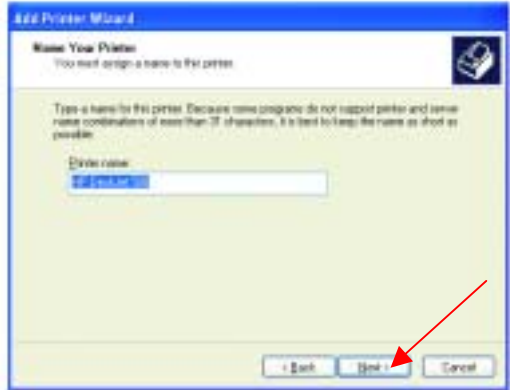 Add Printer Wizard
Name Your Printer
You must assign a name to this printer.
Type a name for this printer. Because some programs do not support printer and server
name combinations of more than 31 characters, it is best to keep the name as short as
possible.
Printer name:
HP DeskJet
< Back
Next >
Cancel